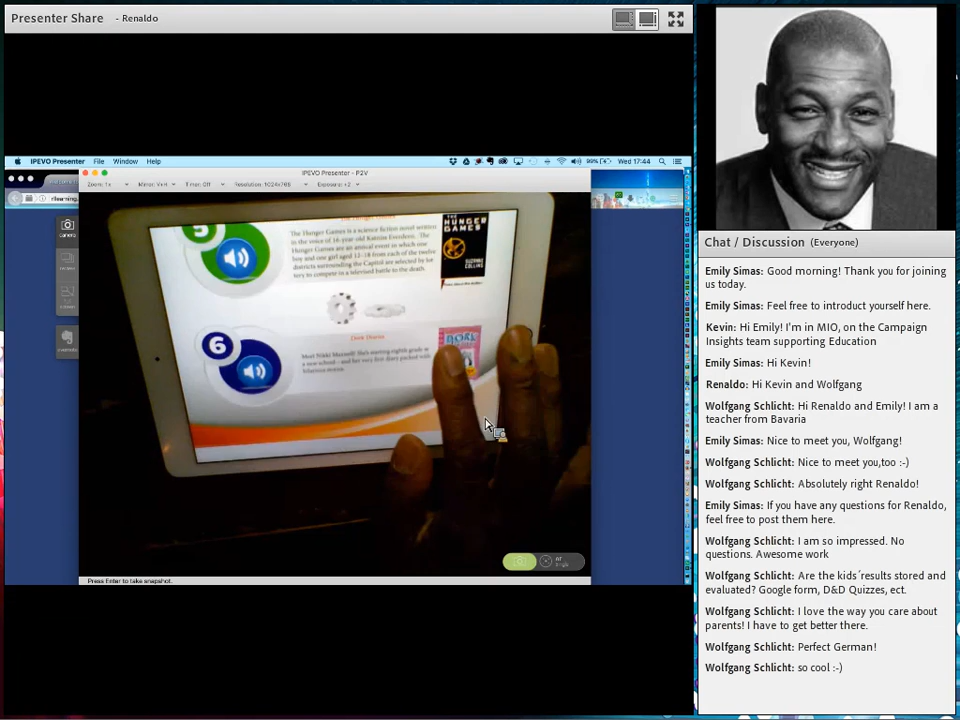 Presenter Share - Renaldo
IPEVO Presenter File Window Help
99% Wed 17:44
IPEVO Presenter - P2V
Zoom: 1x Mirror: V+H Timer: Off Resolution: 1024x768 Exposure: +2
The Hunger Games
The Hunger Games is a science fiction novel written
in the voice of 16-year-old Katniss Everdeen. The
Hunger Games are an annual event in which one
boy and one girl aged 12-18 from each of the twelve
districts surrounding the Capitol are selected by lot-
tery to compete in a televised battle to the death.
THE
HUNGER
GAMES
SUZANNE
COLLINS
5
6
Dork Diaries
Meet Nikki Maxwell! She's starting eighth grade at
a new school—and her very first diary packed with
hilarious stories
DORK
Press Enter to take snapshot.
Chat / Discussion (Everyone)
Emily Simas: Good morning! Thank you for joining
us today.
Emily Simas: Feel free to introduce yourself here.
Kevin: Hi Emily! I'm in MIO, on the Campaign
Insights team supporting Education
Emily Simas: Hi Kevin!
Renaldo: Hi Kevin and Wolfgang
Wolfgang Schlicht: Hi Renaldo and Emily! I am a
teacher from Bavaria
Emily Simas: Nice to meet you, Wolfgang!
Wolfgang Schlicht: Nice to meet you,too :-)
Wolfgang Schlicht: Absolutely right Renaldo!
Emily Simas: If you have any questions for Renaldo,
feel free to post them here.
Wolfgang Schlicht: I am so impressed. No
questions. Awesome work
Wolfgang Schlicht: Are the kids´results stored and
evaluated? Google form, D&D Quizzes, ect.
Wolfgang Schlicht: I love the way you care about
parents! I have to get better there.
Wolfgang Schlicht: Perfect German!
Wolfgang Schlicht: so cool :-)